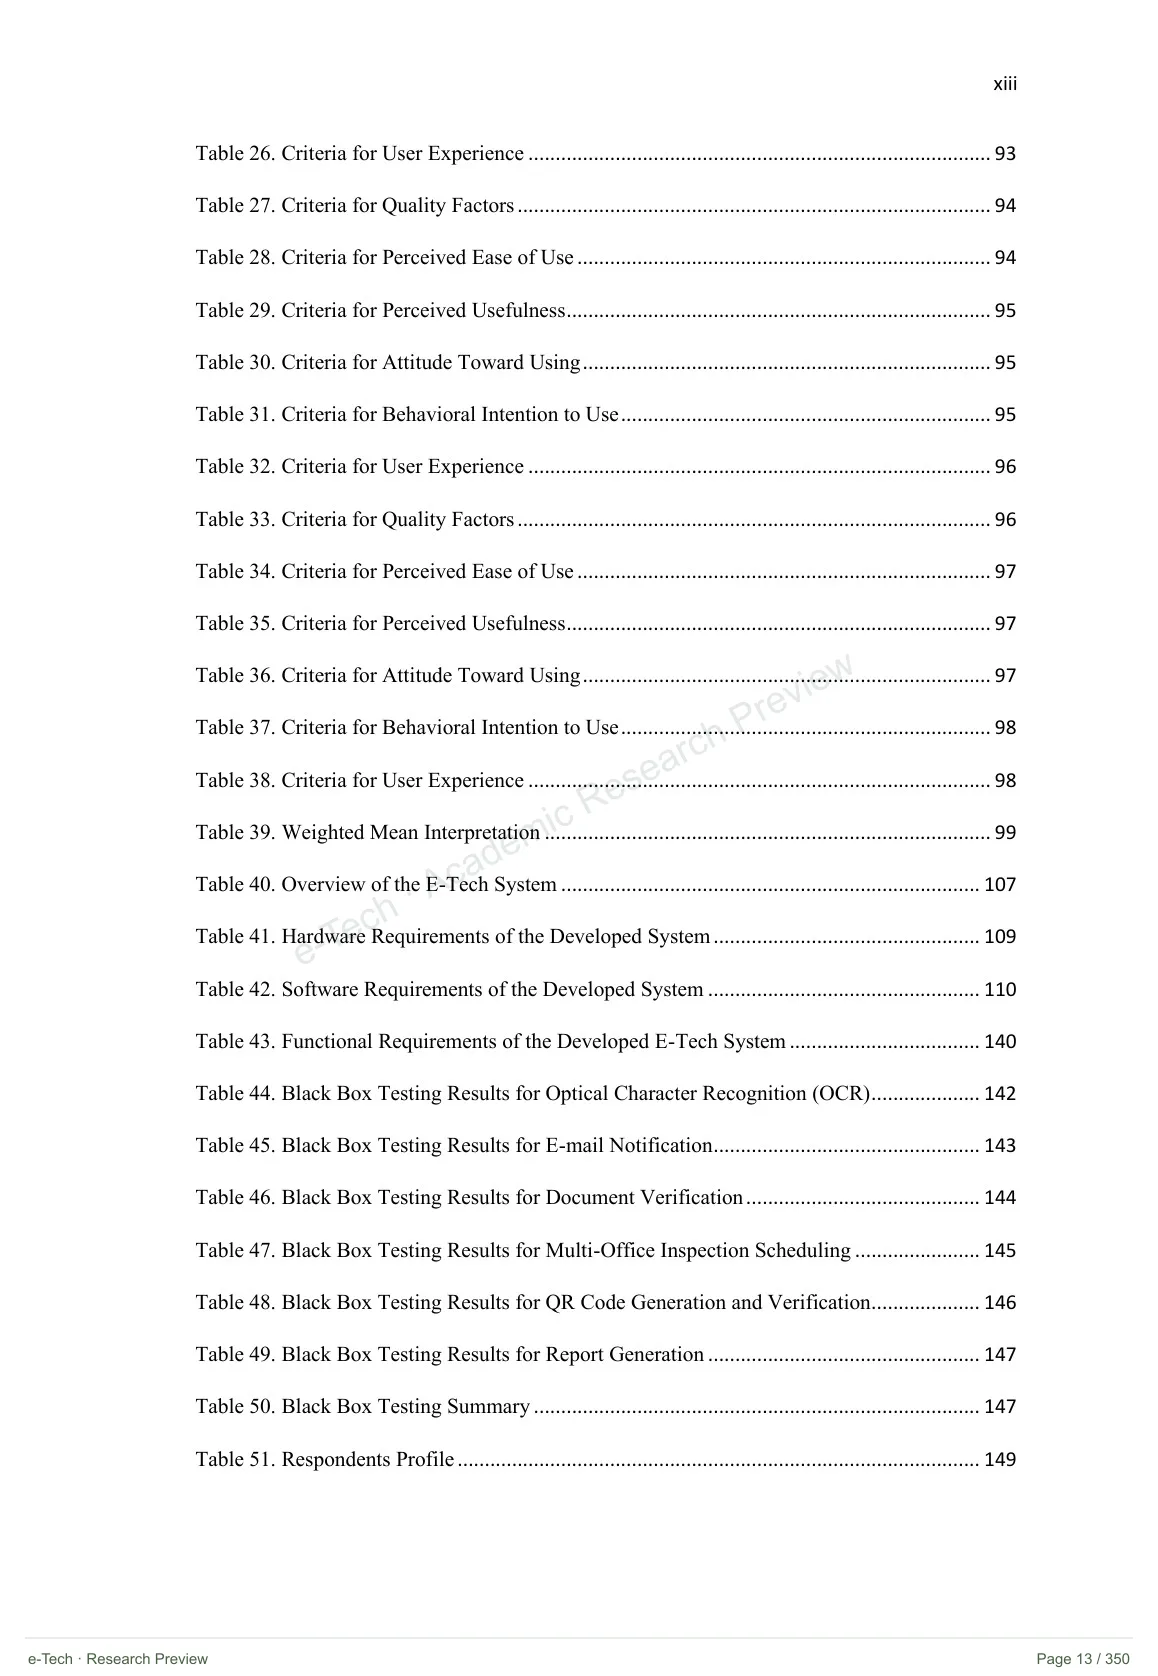 xiii
Table 26. Criteria for User Experience ........................................ 93
Table 27. Criteria for Quality Factors ........................................ 94
Table 28. Criteria for Perceived Ease of Use ........................................ 94
Table 29. Criteria for Perceived Usefulness........................................ 95
Table 30. Criteria for Attitude Toward Using........................................ 95
Table 31. Criteria for Behavioral Intention to Use........................................ 95
Table 32. Criteria for User Experience ........................................ 96
Table 33. Criteria for Quality Factors ........................................ 96
Table 34. Criteria for Perceived Ease of Use ........................................ 97
Table 35. Criteria for Perceived Usefulness........................................ 97
Table 36. Criteria for Attitude Toward Using........................................ 97
Table 37. Criteria for Behavioral Intention to Use........................................ 98
Table 38. Criteria for User Experience ........................................ 98
Table 39. Weighted Mean Interpretation ........................................ 99
Table 40. Overview of the E-Tech System ........................................ 107
Table 41. Hardware Requirements of the Developed System ........................................ 109
Table 42. Software Requirements of the Developed System ........................................ 110
Table 43. Functional Requirements of the Developed E-Tech System ................................... 140
Table 44. Black Box Testing Results for Optical Character Recognition (OCR).................... 142
Table 45. Black Box Testing Results for E-mail Notification........................................ 143
Table 46. Black Box Testing Results for Document Verification ........................................ 144
Table 47. Black Box Testing Results for Multi-Office Inspection Scheduling ....................... 145
Table 48. Black Box Testing Results for QR Code Generation and Verification.................... 146
Table 49. Black Box Testing Results for Report Generation ........................................ 147
Table 50. Black Box Testing Summary ........................................ 147
Table 51. Respondents Profile ........................................ 149
e-Tech · Academic Research Preview
e-Tech · Research Preview
Page 13 / 350